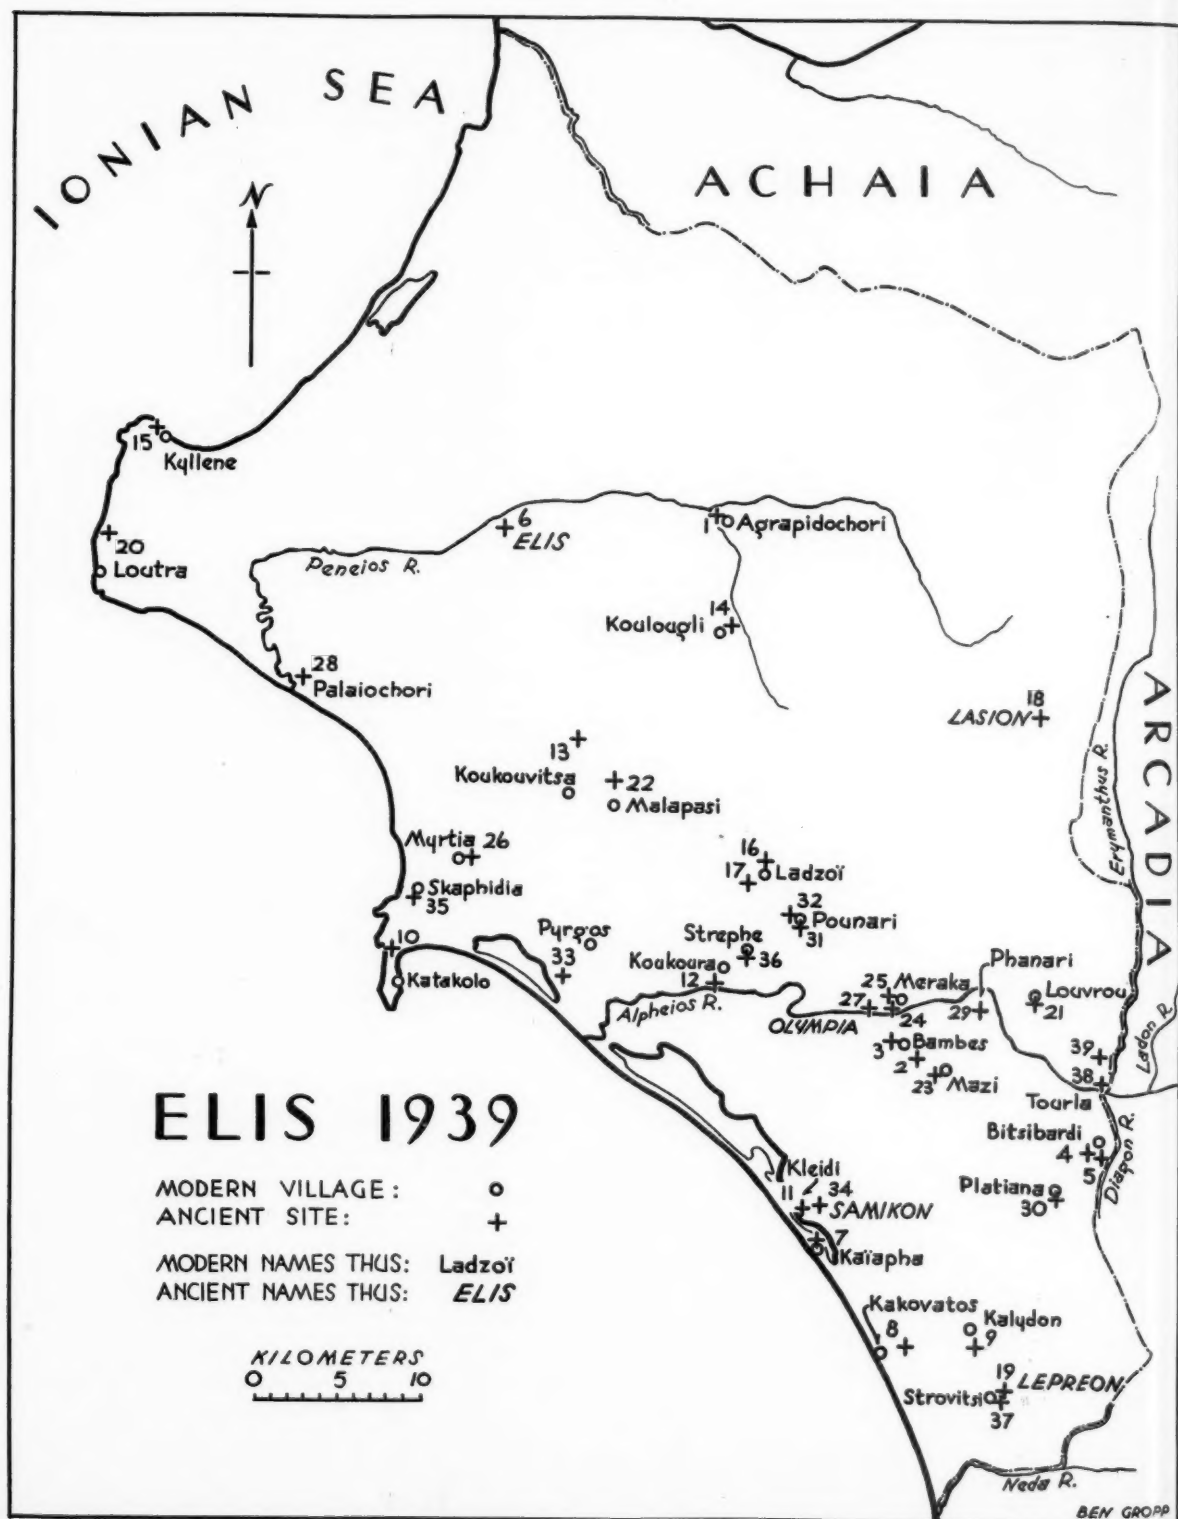 IONIAN SEA
ACHAIA
N
15
Kyllene
20
Loutra
6
ELIS
Peneios R.
1
Agrapidochori
14
Koulougli
28
Palaiochori
18
LASION
ARCADIA
Erymanthus R.
13
Koukouvitsa
22
Malapasi
Myrtia 26
16
17
Ladzoï
Skaphidia
35
32
Pounari
31
Pyrgos
33
Strephe
36
10
Katakolo
Koukoura
12
Alpheios R.
Phanari
25 Meraka
27
24
29
Louvrou
21
OLYMPIA
Ladon R.
3
Bambes
2
23
Mazi
39
38
Tourla
Bitsibardi
4
5
Diagon R.
Platiana
30
Kleidi
11
34
SAMIKON
7
Kaïapha
ELIS 1939
MODERN VILLAGE: o
ANCIENT SITE: +
MODERN NAMES THUS: Ladzoï
ANCIENT NAMES THUS: ELIS
Kakovatos
8
Kalydon
9
KILOMETERS
0 5 10
19
LEPREON
Strovitsi
37
Neda R.
BEN GROPP